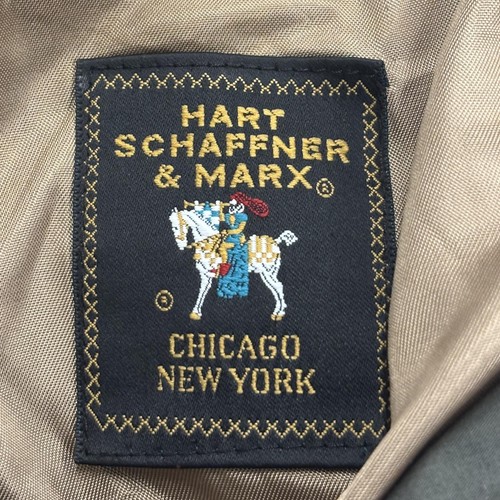 HART
SCHAFFNER
& MARX®
®
CHICAGO
NEW YORK